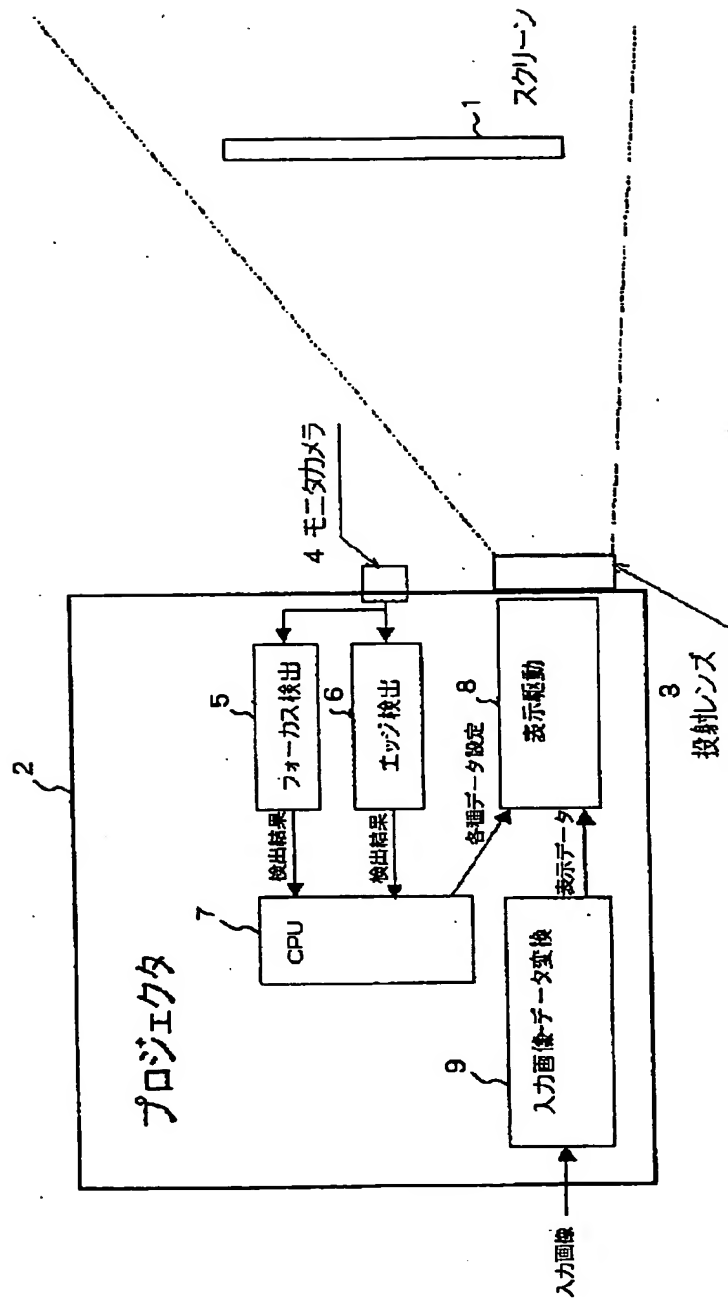 2
プロジェクタ
5
フォーカス検出
検出結果
6
エッジ検出
検出結果
7
CPU
4 モニタカメラ
各種データ設定
8
表示駆動
表示データ
9
入力画像-データ変換
入力画像
3
投射レンズ
1
スクリーン